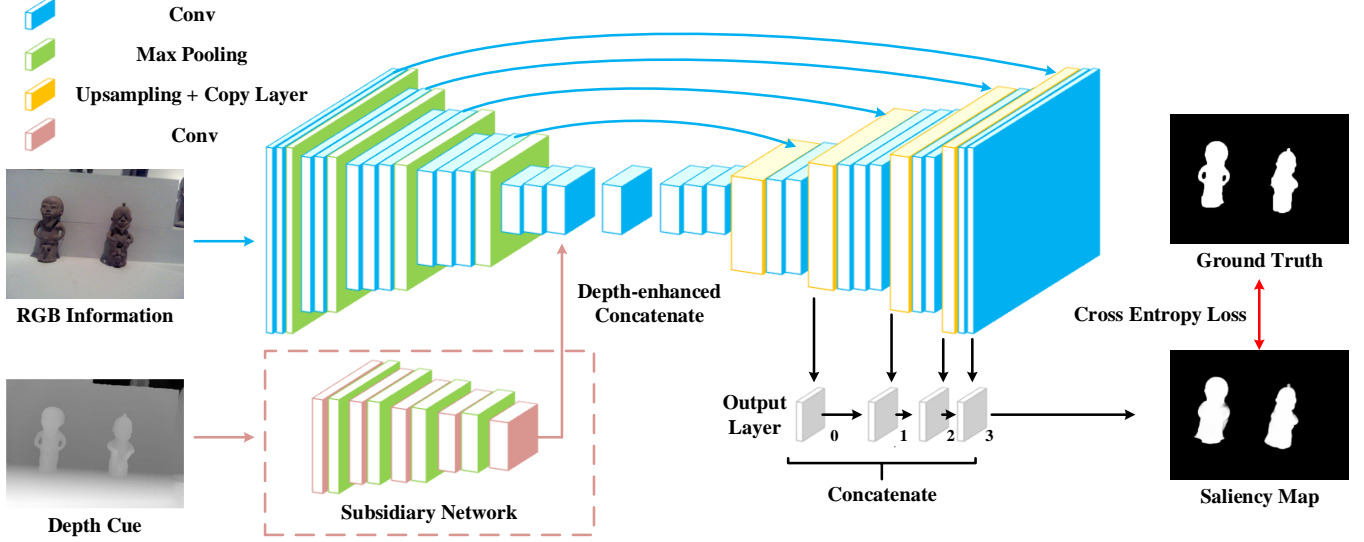 Conv
Max Pooling
Upsampling + Copy Layer
Conv
RGB Information
Depth-enhanced
Concatenate
Ground Truth
Cross Entropy Loss
Output
Layer
0
1
2
3
Concatenate
Subsidiary Network
Depth Cue
Saliency Map